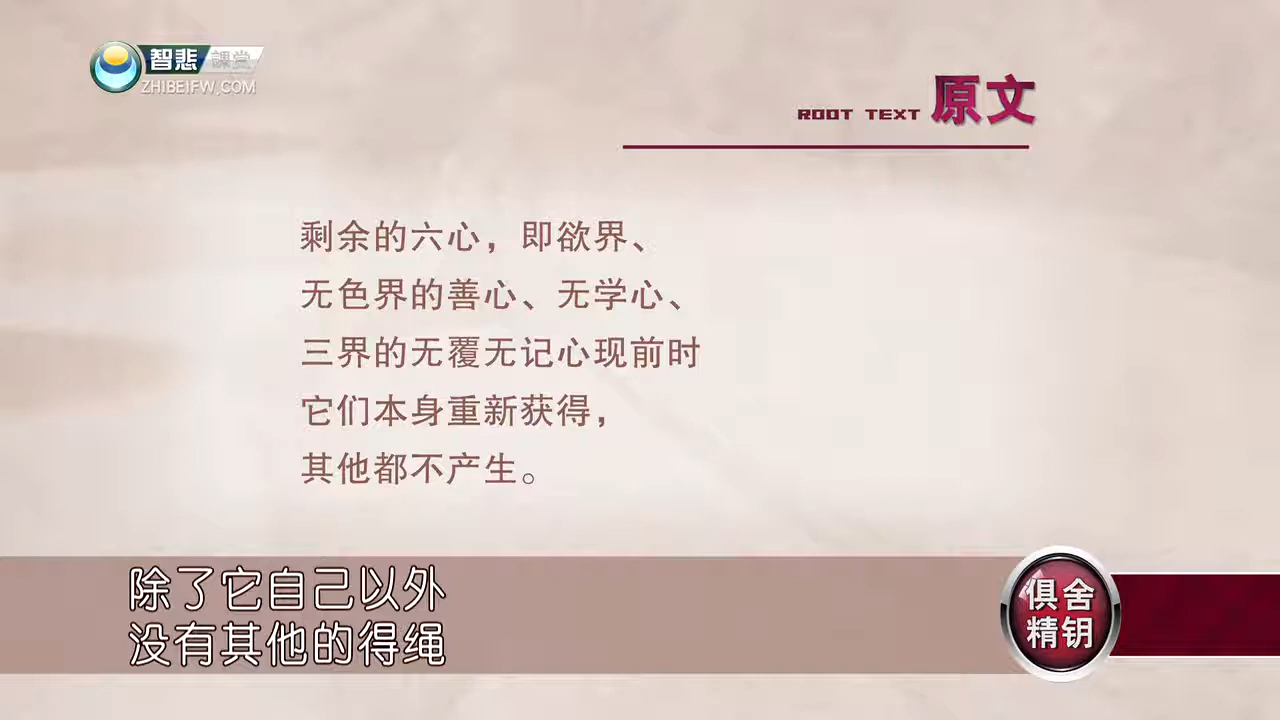 智悲 課堂
ZHIBEIFW.COM
ROOT TEXT 原文
剩余的六心，即欲界、
无色界的善心、无学心、
三界的无覆无记心现前时
它们本身重新获得，
其他都不产生。
除了它自己以外
没有其他的得绳
俱舍
精钥